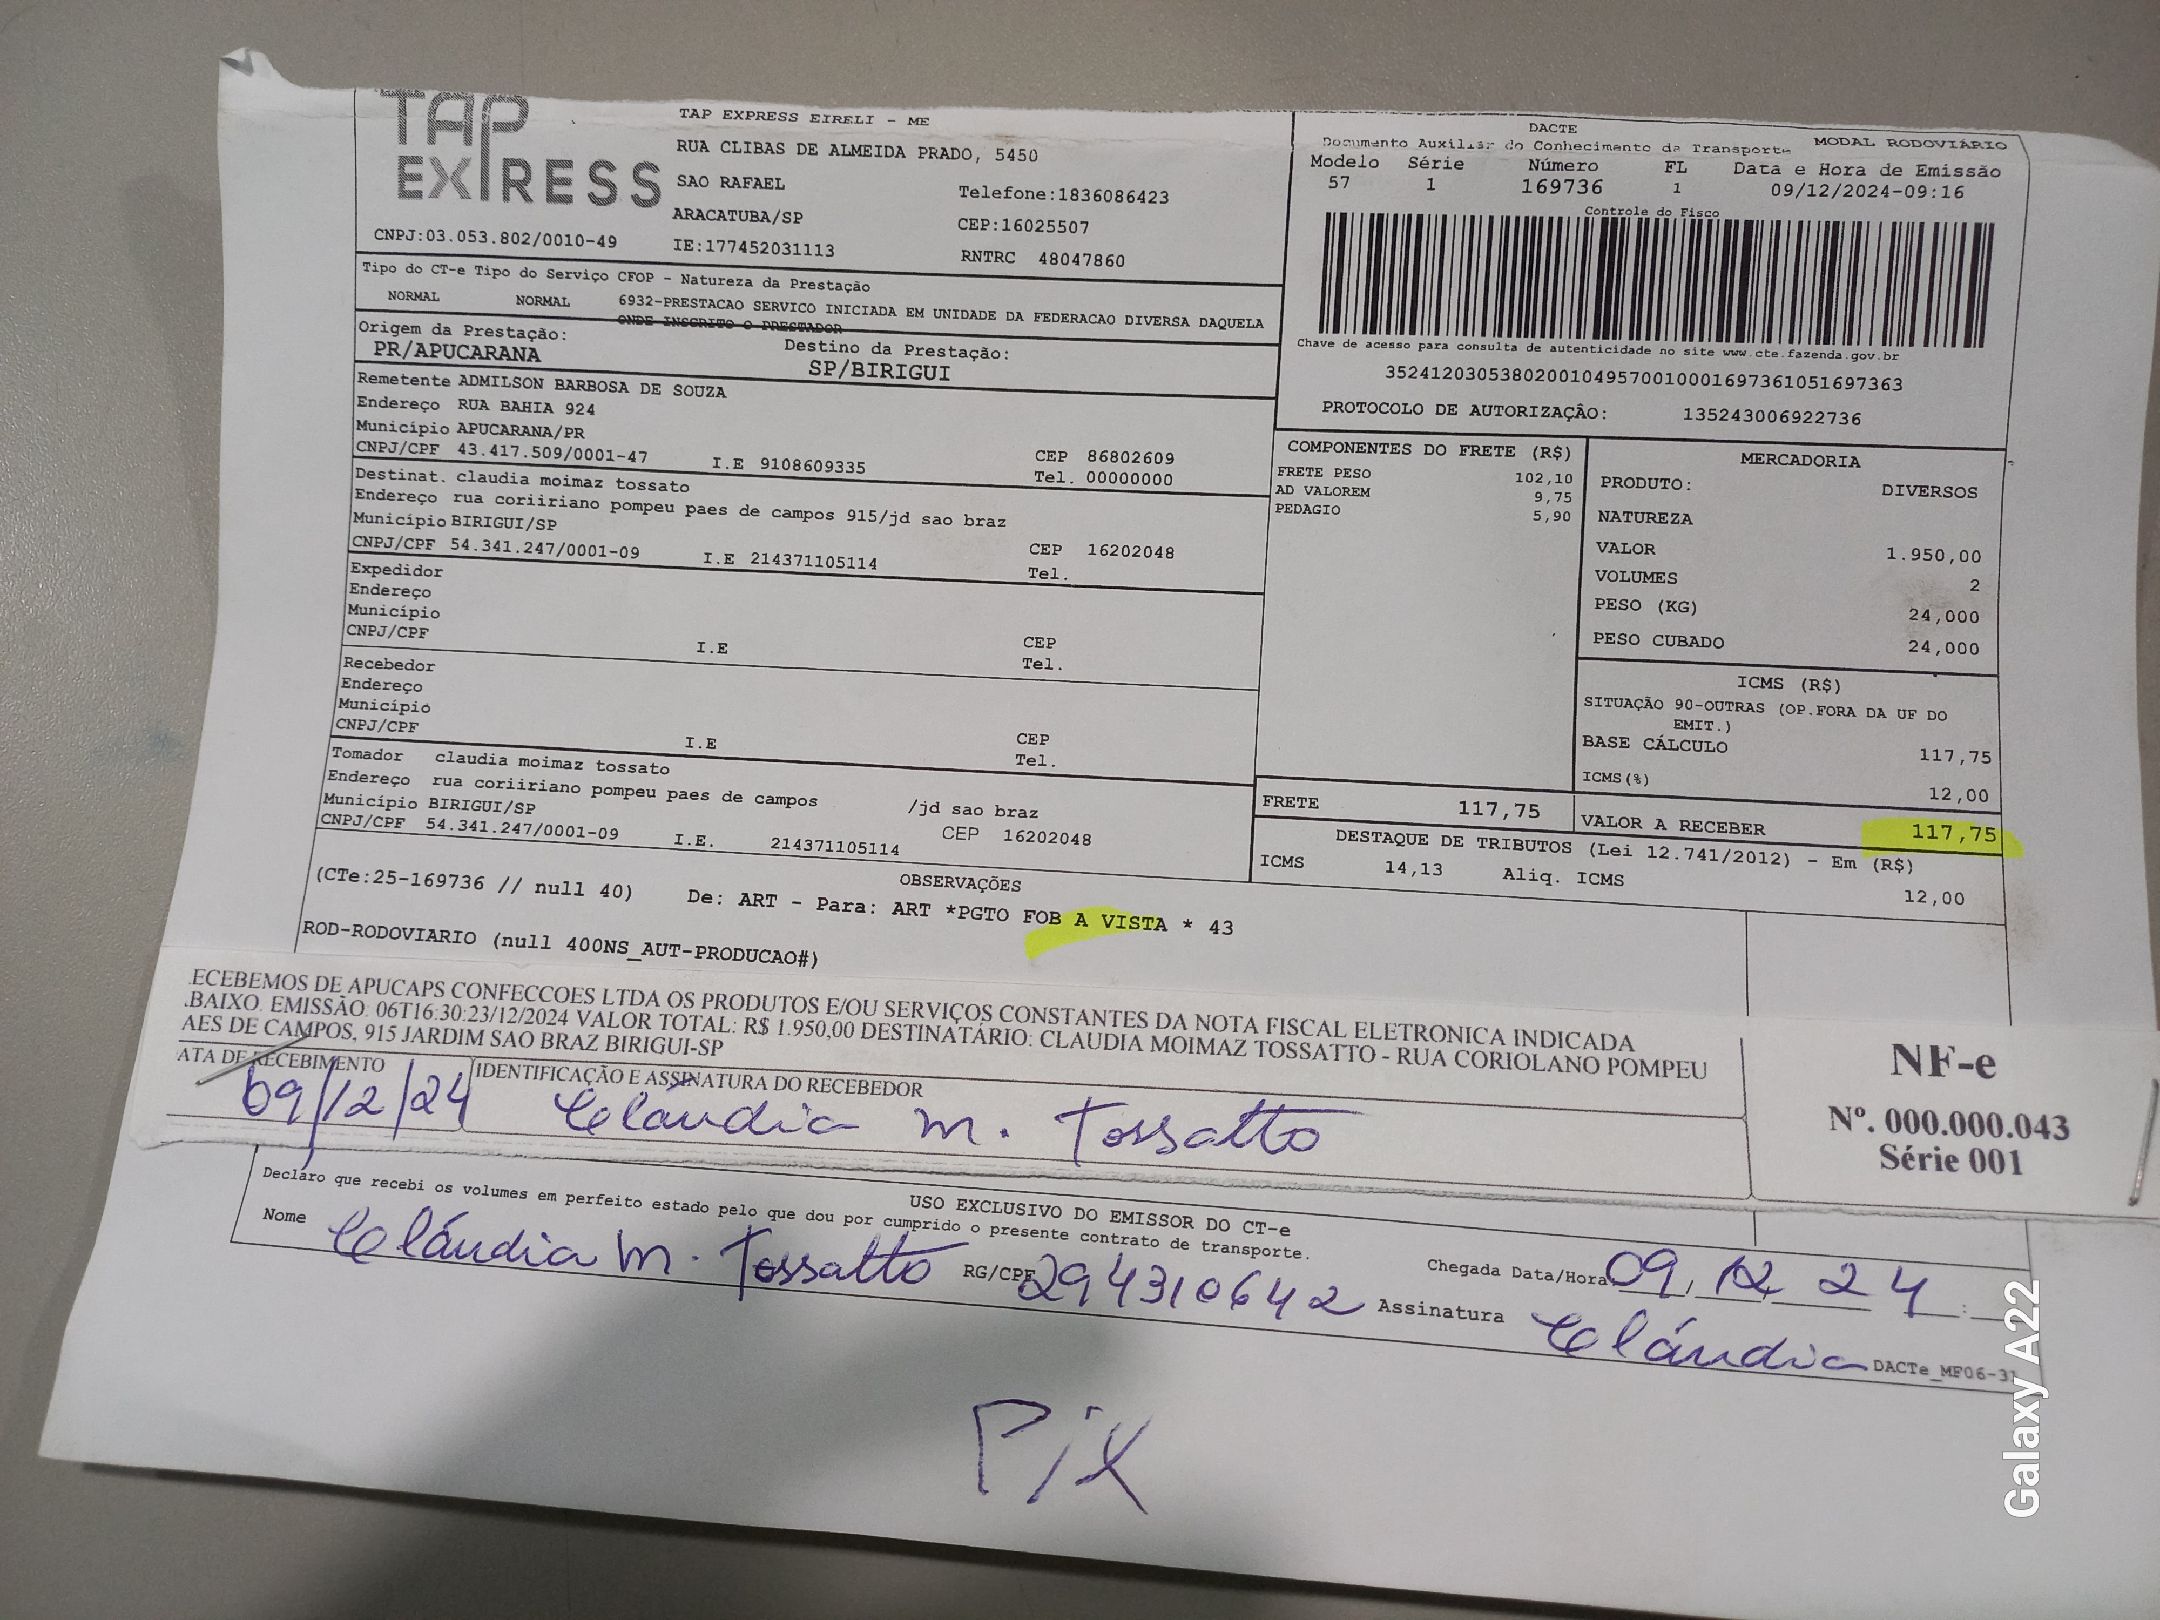 TAP EXPRESS
TAP EXPRESS EIRELI - ME
RUA CLIBAS DE ALMEIDA PRADO, 5450
SAO RAFAEL
Telefone:1836086423
ARACATUBA/SP
CEP:16025507
CNPJ:03.053.802/0010-49
IE:177452031113
RNTRC 48047860
DACTE
Documento Auxiliar do Conhecimento de Transporte
MODAL RODOVIÁRIO
Modelo Série Número FL Data e Hora de Emissão
57 1 169736 1 09/12/2024-09:16
Controle do Fisco
Chave de acesso para consulta de autenticidade no site www.cte.fazenda.gov.br
35241203053802001049570010001697361051697363
PROTOCOLO DE AUTORIZAÇÃO: 135243006922736
Tipo do CT-e Tipo do Serviço CFOP - Natureza da Prestação
NORMAL NORMAL 6932-PRESTACAO SERVICO INICIADA EM UNIDADE DA FEDERACAO DIVERSA DAQUELA
ONDE INSCRITO O PRESTADOR
Origem da Prestação: Destino da Prestação:
PR/APUCARANA SP/BIRIGUI
Remetente ADMILSON BARBOSA DE SOUZA
Endereço RUA BAHIA 924
Município APUCARANA/PR CEP 86802609
CNPJ/CPF 43.417.509/0001-47 I.E 9108609335 Tel. 00000000
Destinat. claudia moimaz tossato
Endereço rua coriiriano pompeu paes de campos 915/jd sao braz
Município BIRIGUI/SP CEP 16202048
CNPJ/CPF 54.341.247/0001-09 I.E 214371105114 Tel.
Expedidor
Endereço
Município CEP
CNPJ/CPF I.E Tel.
Recebedor
Endereço
Município CEP
CNPJ/CPF I.E Tel.
Tomador claudia moimaz tossato
Endereço rua coriiriano pompeu paes de campos /jd sao braz
Município BIRIGUI/SP CEP 16202048
CNPJ/CPF 54.341.247/0001-09 I.E. 214371105114
COMPONENTES DO FRETE (R$)
FRETE PESO 102,10
AD VALOREM 9,75
PEDAGIO 5,90
MERCADORIA
PRODUTO: DIVERSOS
NATUREZA
VALOR 1.950,00
VOLUMES 2
PESO (KG) 24,000
PESO CUBADO 24,000
ICMS (R$)
SITUAÇÃO 90-OUTRAS (OP.FORA DA UF DO
EMIT.)
BASE CÁLCULO 117,75
ICMS(%) 12,00
FRETE 117,75 VALOR A RECEBER 117,75
DESTAQUE DE TRIBUTOS (Lei 12.741/2012) - Em (R$)
ICMS 14,13 Aliq. ICMS 12,00
OBSERVAÇÕES
(CTe:25-169736 // null 40) De: ART - Para: ART *PGTO FOB A VISTA * 43
ROD-RODOVIARIO (null 400NS_AUT-PRODUCAO#)
ECEBEMOS DE APUCAPS CONFECCOES LTDA OS PRODUTOS E/OU SERVIÇOS CONSTANTES DA NOTA FISCAL ELETRONICA INDICADA
BAIXO. EMISSÃO: 06T16:30:23/12/2024 VALOR TOTAL: R$ 1.950,00 DESTINATÁRIO: CLAUDIA MOIMAZ TOSSATTO - RUA CORIOLANO POMPEU
AES DE CAMPOS, 915 JARDIM SAO BRAZ BIRIGUI-SP
ATA DE RECEBIMENTO IDENTIFICAÇÃO E ASSINATURA DO RECEBEDOR
09/12/24 Cláudia M. Tossatto
NF-e
Nº. 000.000.043
Série 001
USO EXCLUSIVO DO EMISSOR DO CT-e
Declaro que recebi os volumes em perfeito estado pelo que dou por cumprido o presente contrato de transporte.
Nome Cláudia M. Tossatto RG/CPF 294310642 Chegada Data/Hora 09/12/24 :
Assinatura Cláudia
DACTe_MF06-31
Pix
Galaxy A22